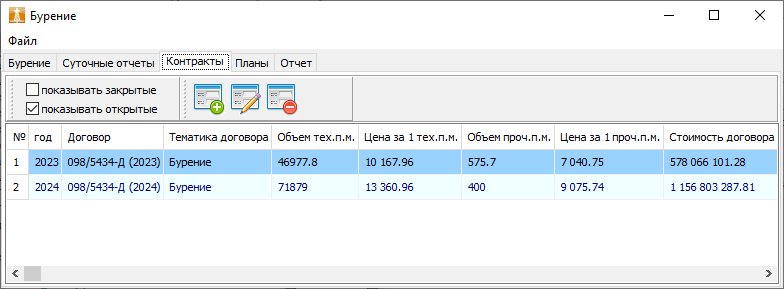 Бурение
Файл
Бурение Суточные отчеты Контракты Планы Отчет
показывать закрытые
показывать открытые
№ год Договор Тематика договора Объем тех.п.м. Цена за 1 тех.п.м. Объем проч.п.м. Цена за 1 проч.п.м. Стоимость договора
1 2023 098/5434-Д (2023) Бурение 46977.8 10 167.96 575.7 7 040.75 578 066 101.28
2 2024 098/5434-Д (2024) Бурение 71879 13 360.96 400 9 075.74 1 156 803 287.81